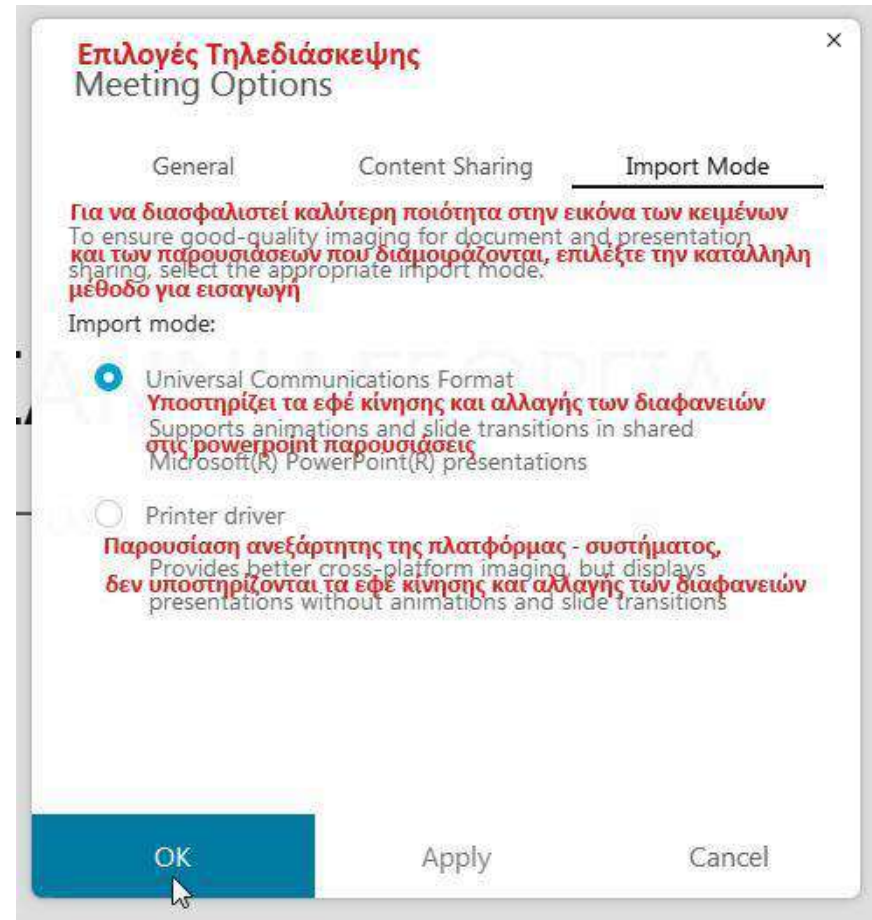 Επιλογές Τηλεδιάσκεψης
Meeting Options
×
General Content Sharing Import Mode
Για να διασφαλιστεί καλύτερη ποιότητα στην εικόνα των κειμένων
To ensure good-quality imaging for document and presentation
και των παρουσιάσεων που διαμοιράζονται, επιλέξτε την κατάλληλη
sharing, select the appropriate import mode.
μέθοδο για εισαγωγή
Import mode:
Universal Communications Format
Υποστηρίζει τα εφέ κίνησης και αλλαγής των διαφανειών
Supports animations and slide transitions in shared
στις powerpoint παρουσιάσεις
Microsoft(R) PowerPoint(R) presentations
Printer driver
Παρουσίαση ανεξάρτητης της πλατφόρμας - συστήματος,
Provides better cross-platform imaging, but displays
δεν υποστηρίζονται τα εφέ κίνησης και αλλαγής των διαφανειών
presentations without animations and slide transitions
OK Apply Cancel